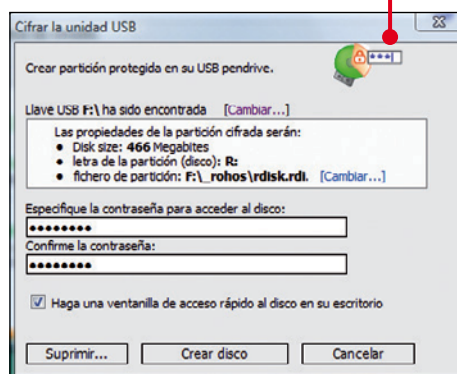 Cifrar la unidad USB
Crear partición protegida en su USB pendrive.
Llave USB F:\ ha sido encontrada [Cambiar...]
Las propiedades de la partición cifrada serán:
• Disk size: 466 Megabites
• letra de la partición (disco): R:
• fichero de partición: F:\_rohos\rdisk.rdi. [Cambiar...]
Especifique la contraseña para acceder al disco:
••••••••
Confirme la contraseña:
••••••••
Haga una ventanilla de acceso rápido al disco en su escritorio
Suprimir... Crear disco Cancelar